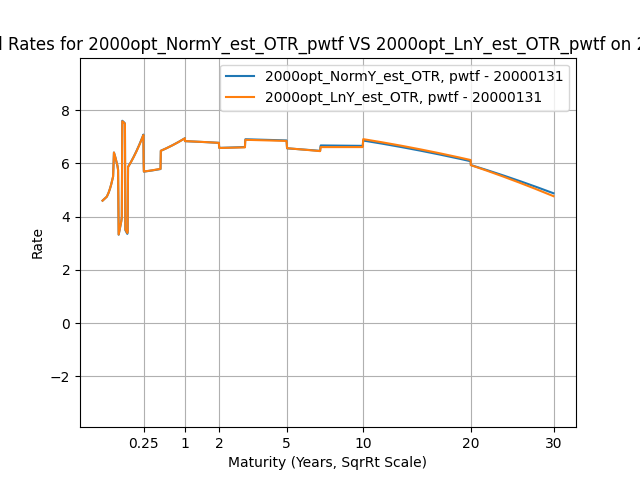 l Rates for 2000opt_NormY_est_OTR_pwtf VS 2000opt_LnY_est_OTR_pwtf on 2
2000opt_NormY_est_OTR, pwtf - 20000131
2000opt_LnY_est_OTR, pwtf - 20000131
8
6
4
2
0
−2
Rate
0.25 1 2 5 10 20 30
Maturity (Years, SqrRt Scale)